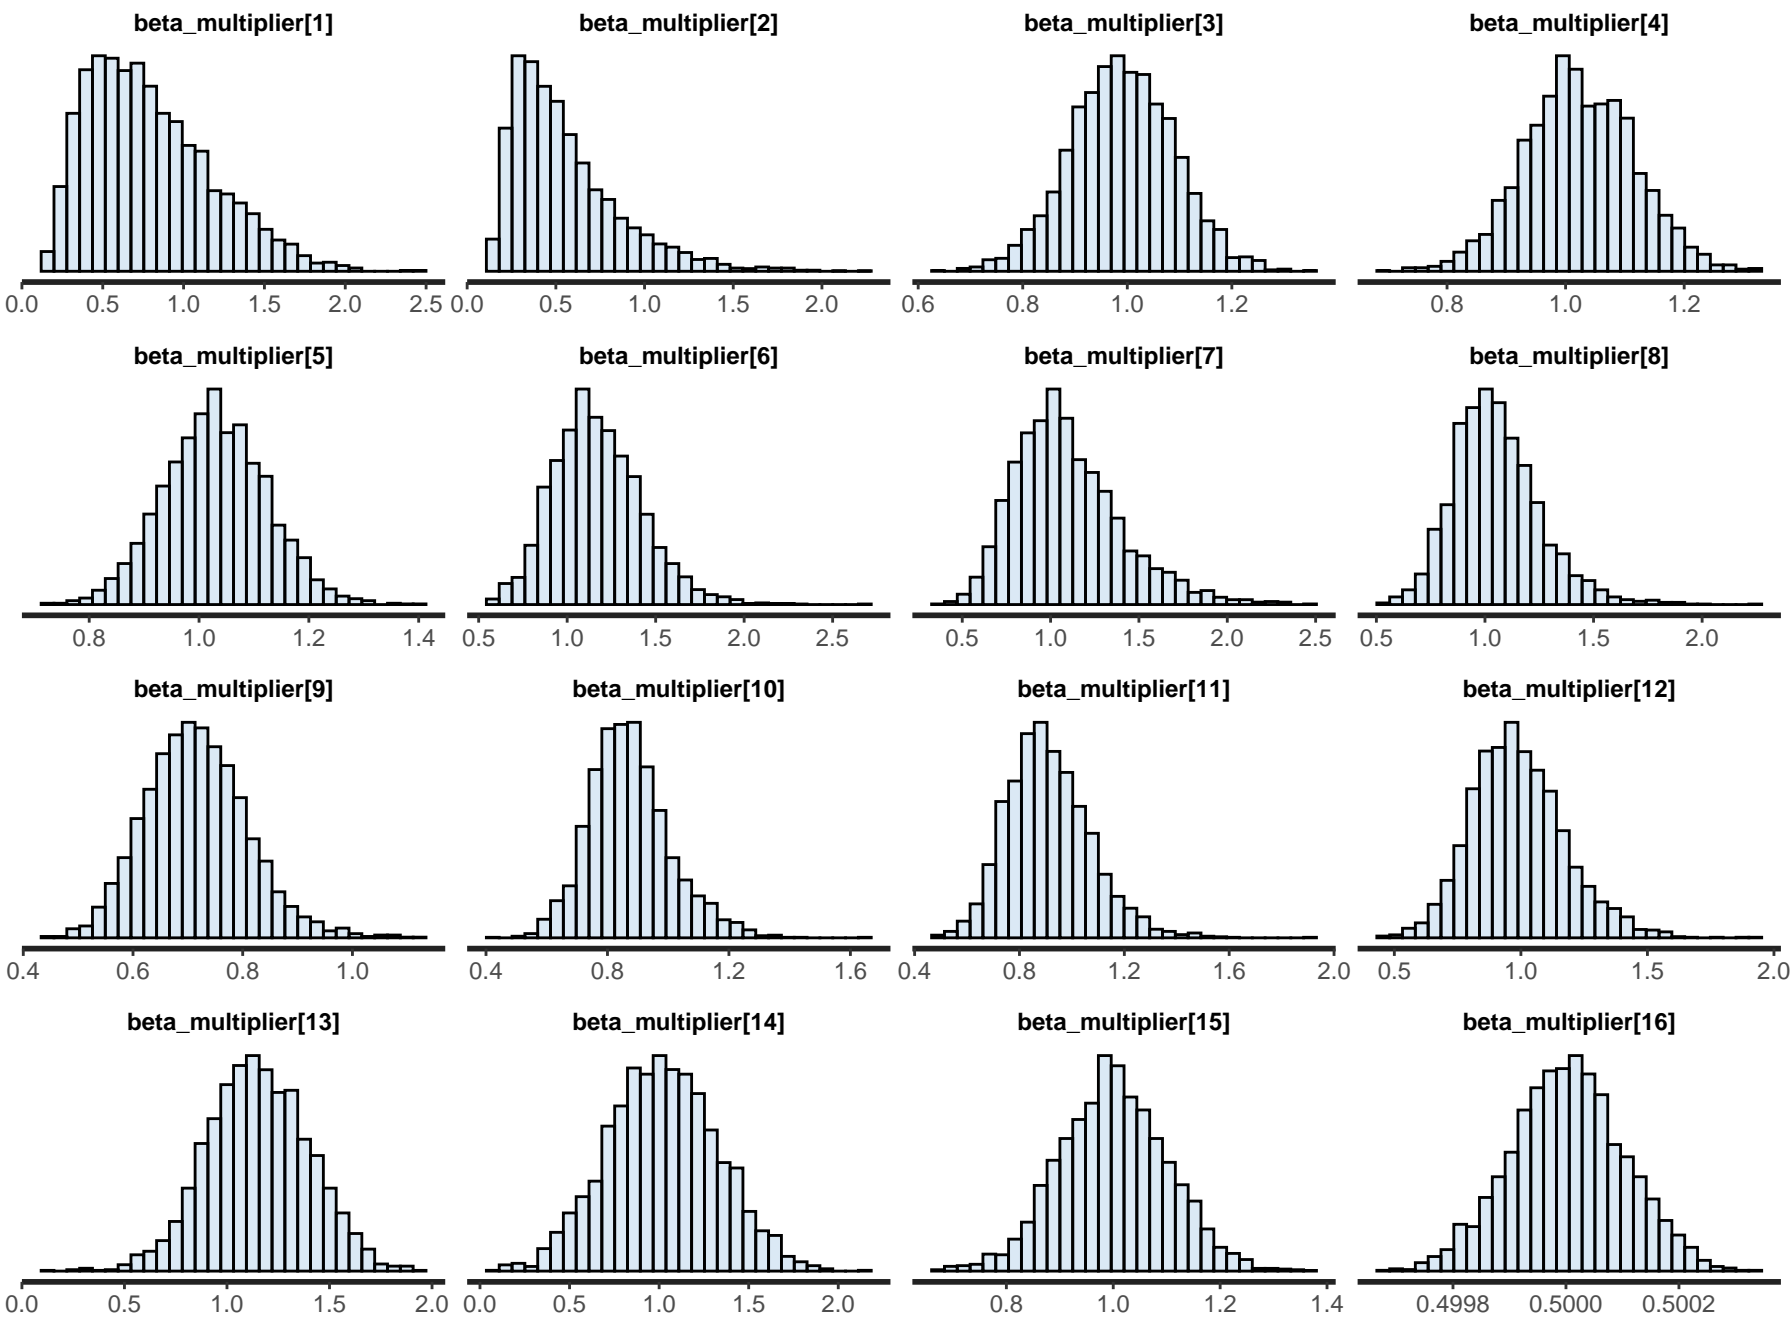 beta_multiplier[1] beta_multiplier[2] beta_multiplier[3] beta_multiplier[4]
0.0 0.5 1.0 1.5 2.0 2.5 0.0 0.5 1.0 1.5 2.0 0.6 0.8 1.0 1.2 0.8 1.0 1.2
beta_multiplier[5] beta_multiplier[6] beta_multiplier[7] beta_multiplier[8]
0.8 1.0 1.2 1.4 0.5 1.0 1.5 2.0 2.5 0.5 1.0 1.5 2.0 2.5 0.5 1.0 1.5 2.0
beta_multiplier[9] beta_multiplier[10] beta_multiplier[11] beta_multiplier[12]
0.4 0.6 0.8 1.0 0.4 0.8 1.2 1.6 0.4 0.8 1.2 1.6 2.0 0.5 1.0 1.5 2.0
beta_multiplier[13] beta_multiplier[14] beta_multiplier[15] beta_multiplier[16]
0.0 0.5 1.0 1.5 2.0 0.0 0.5 1.0 1.5 2.0 0.8 1.0 1.2 1.4 0.4998 0.5000 0.5002